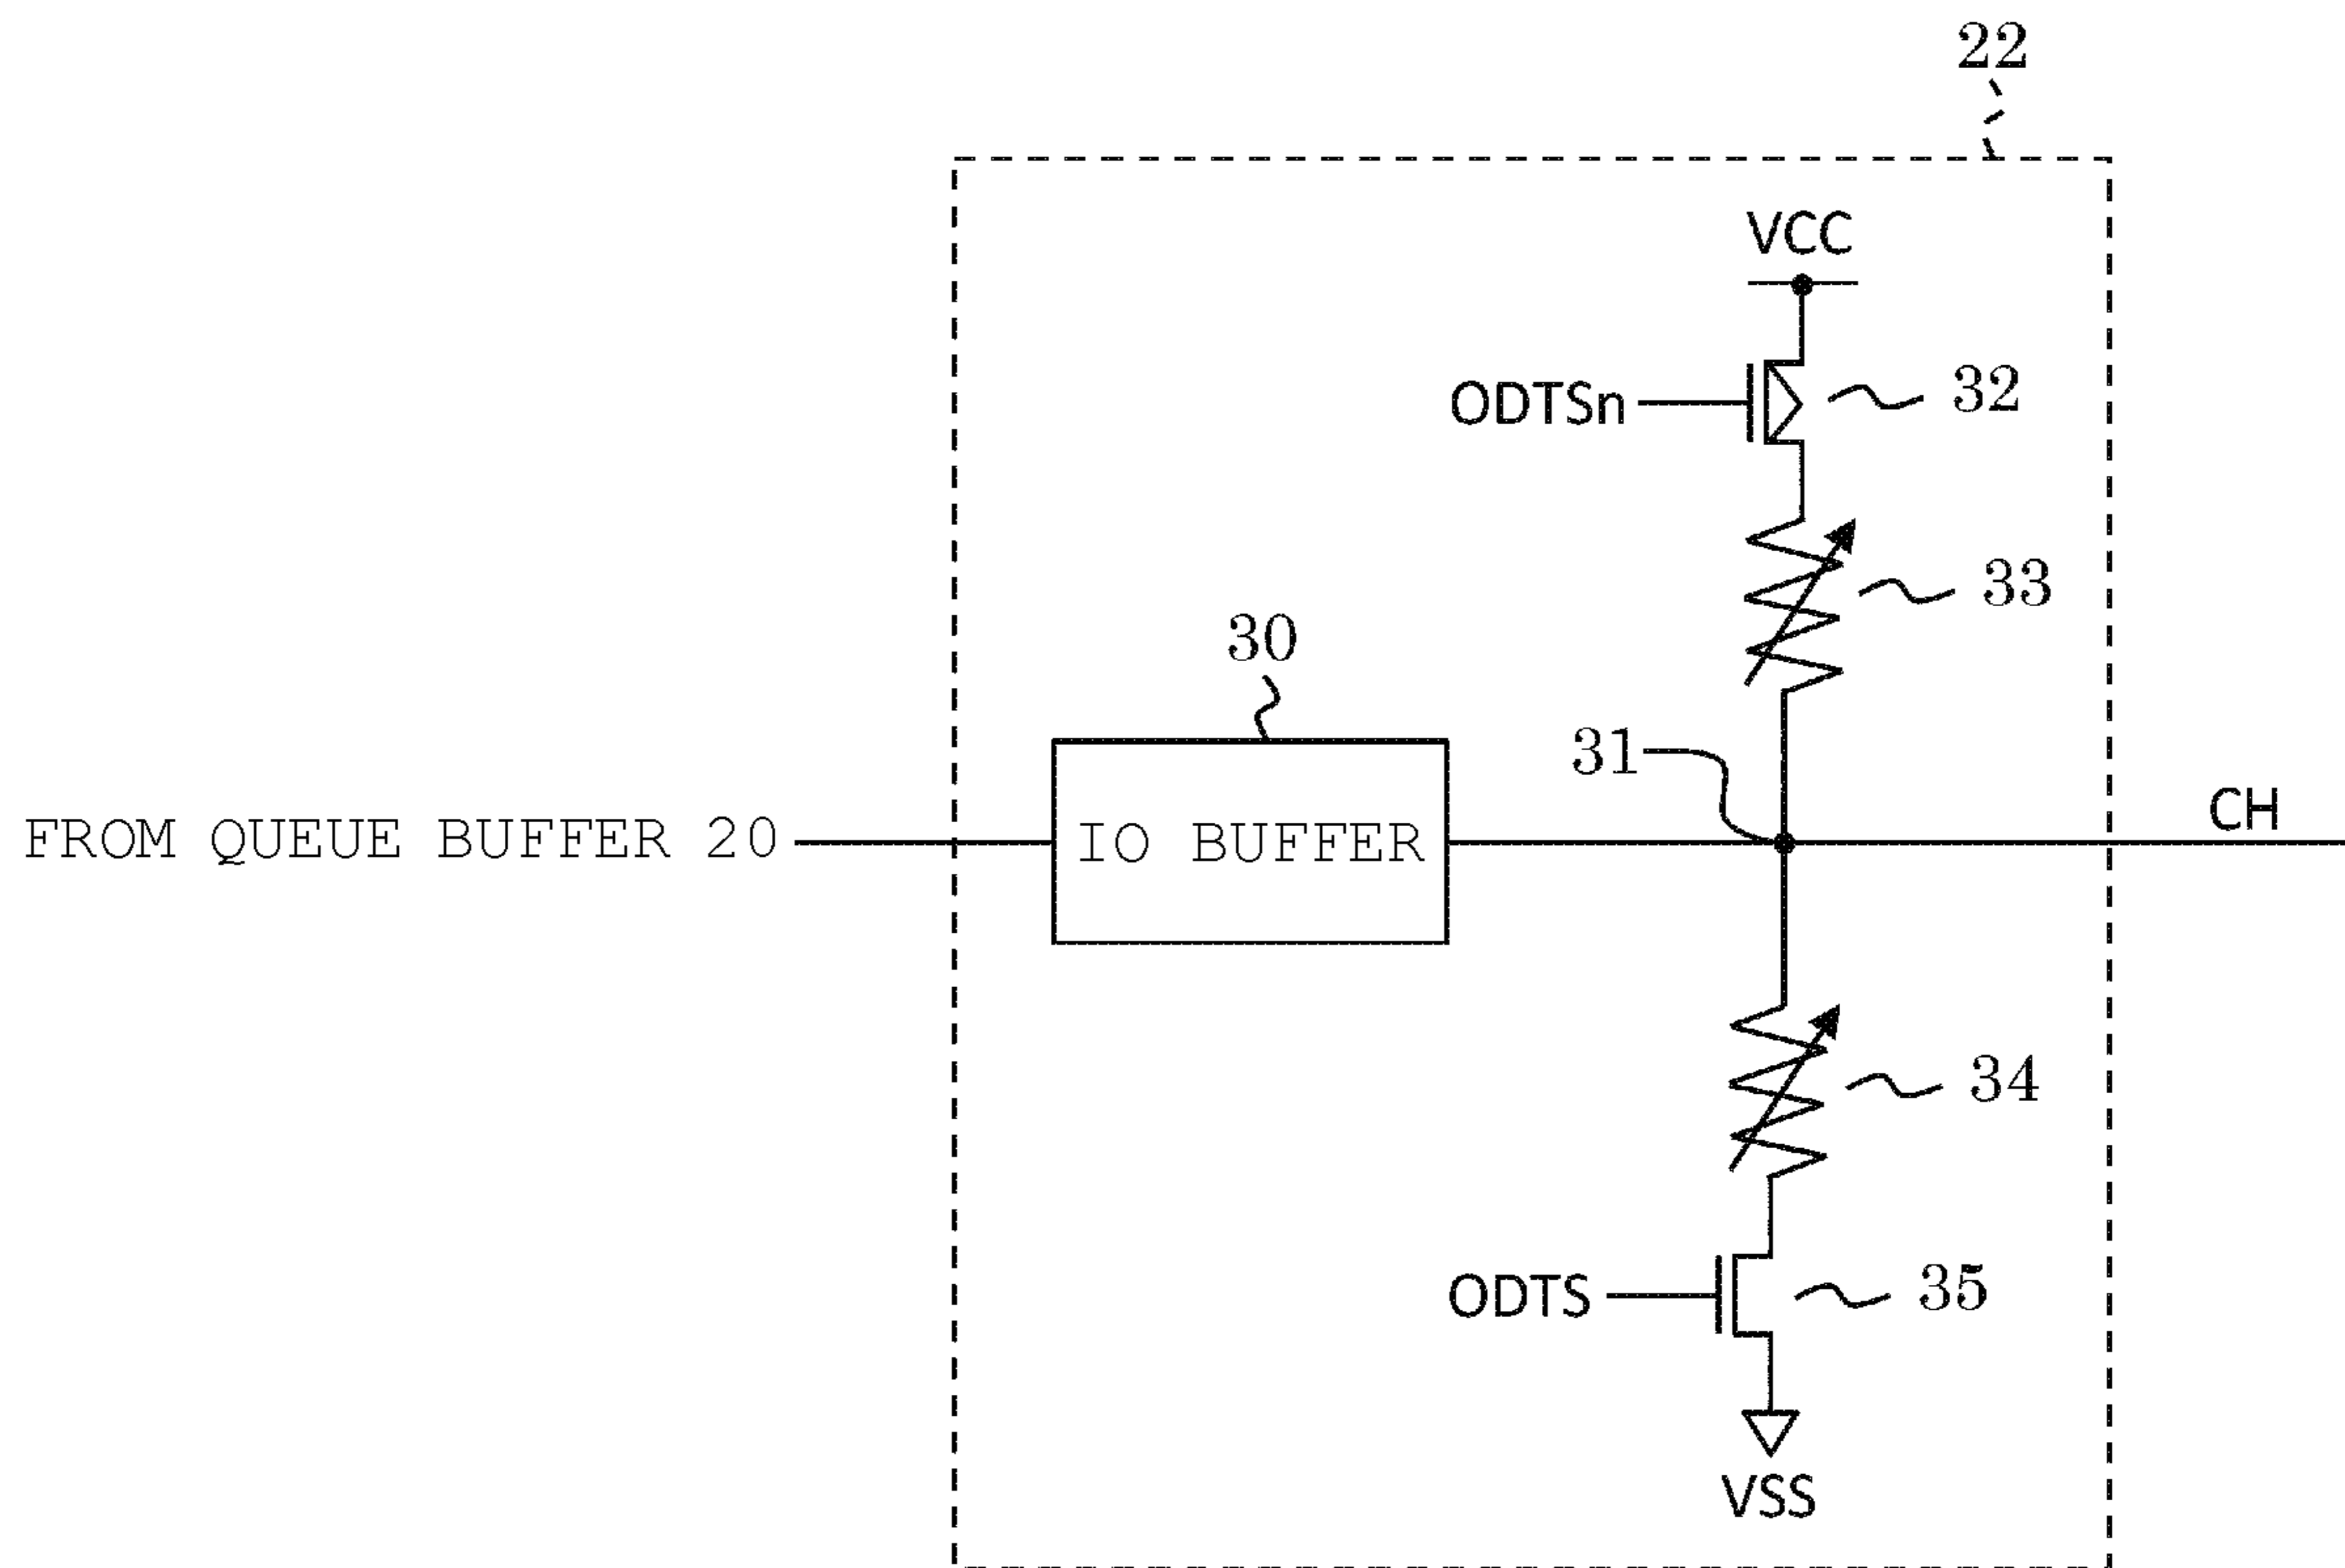 22
VCC
ODTSn
32
33
30
31
FROM QUEUE BUFFER 20
IO BUFFER
CH
34
ODTS
35
VSS